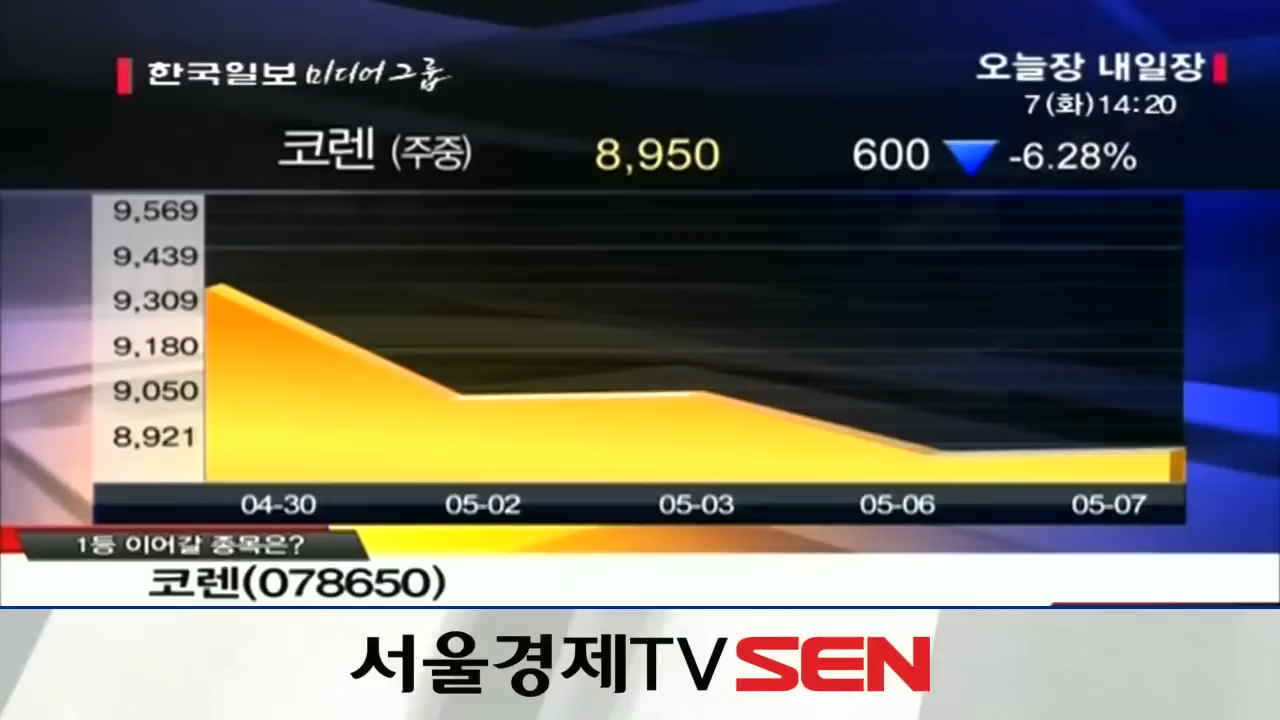 한국일보 미디어그룹
오늘장 내일장
7(화)14:20
코렌 (주중) 8,950 600 ▼ -6.28%
9,569
9,439
9,309
9,180
9,050
8,921
04-30 05-02 05-03 05-06 05-07
1등 이어갈 종목은?
코렌(078650)
서울경제TV SEN